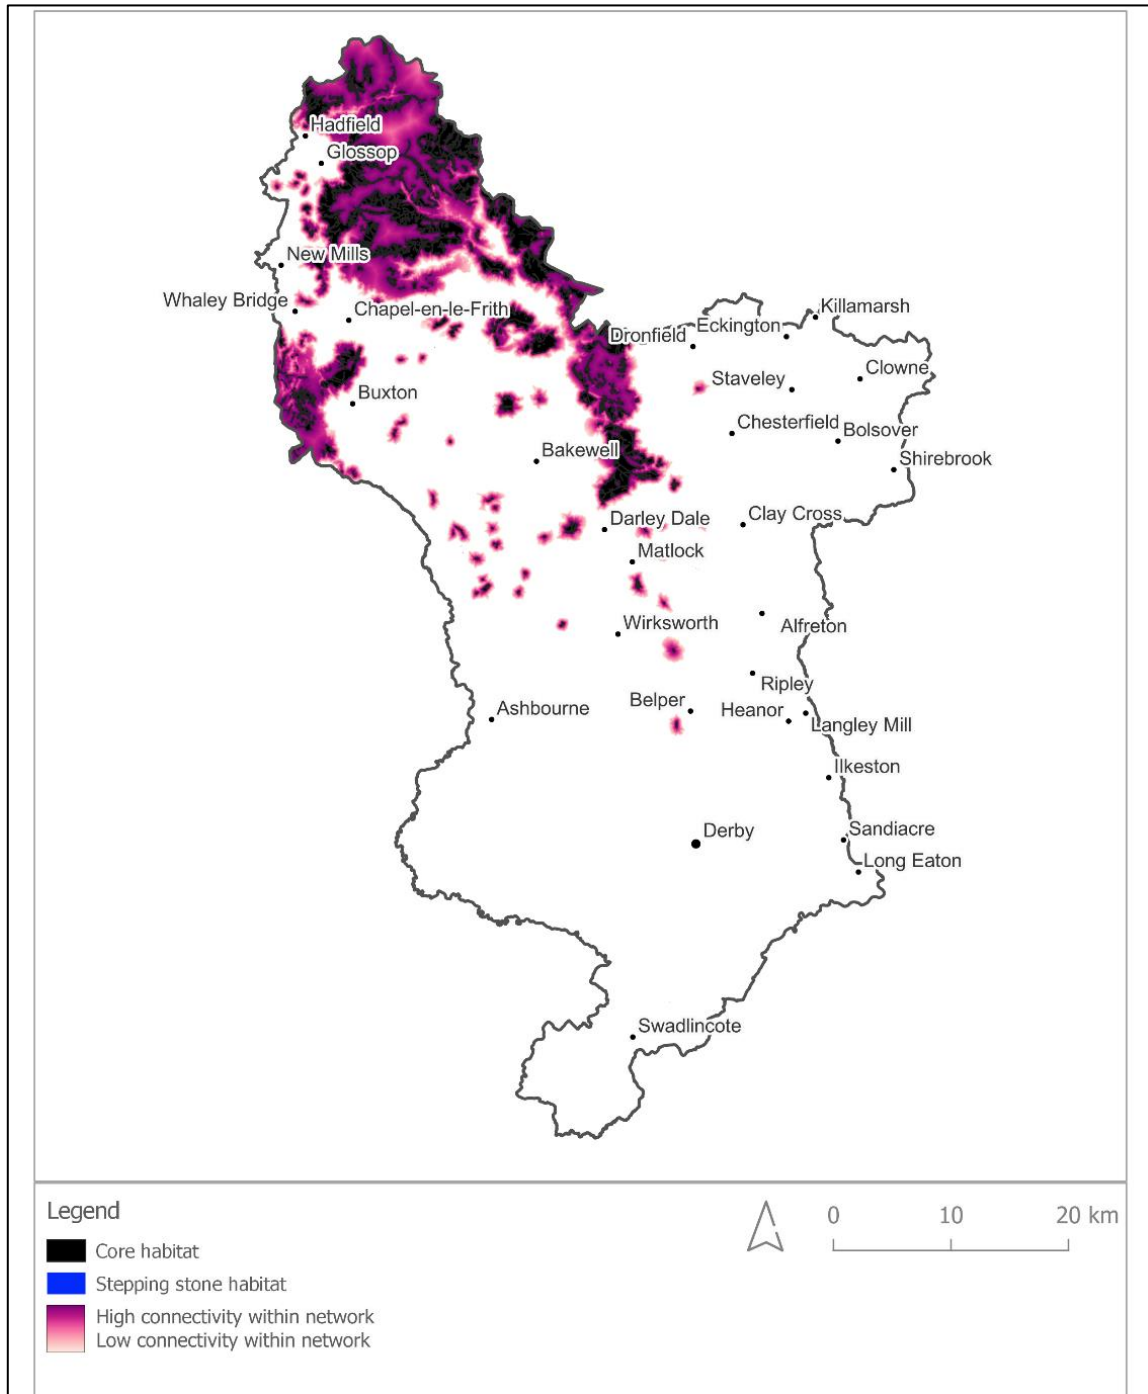 Hadfield
Glossop
New Mills
Whaley Bridge
Chapel-en-le-Frith
Killamarsh
Eckington
Dronfield
Clowne
Staveley
Buxton
Chesterfield
Bolsover
Bakewell
Shirebrook
Darley Dale
Clay Cross
Matlock
Wirksworth
Alfreton
Ripley
Belper
Heanor
Ashbourne
Langley Mill
Ilkeston
Derby
Sandiacre
Long Eaton
Swadlincote
Legend
Core habitat
Stepping stone habitat
High connectivity within network
Low connectivity within network
0 10 20 km